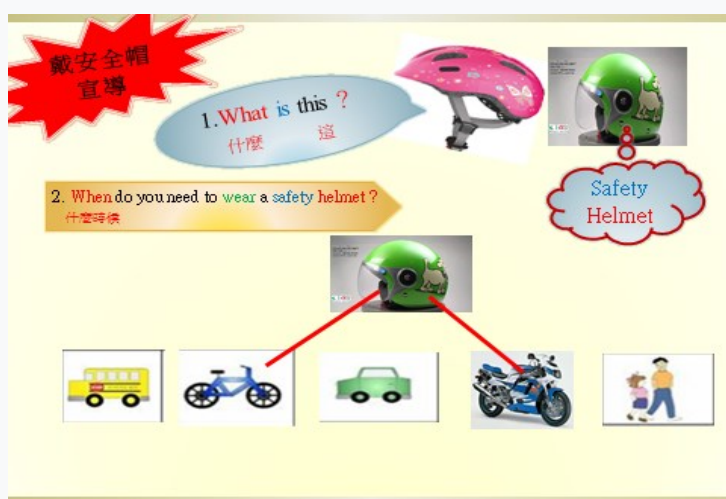 戴安全帽
宣導
1.What is this ?
什麼 這
2. When do you need to wear a safety helmet ?
什麼時候
Safety
Helmet